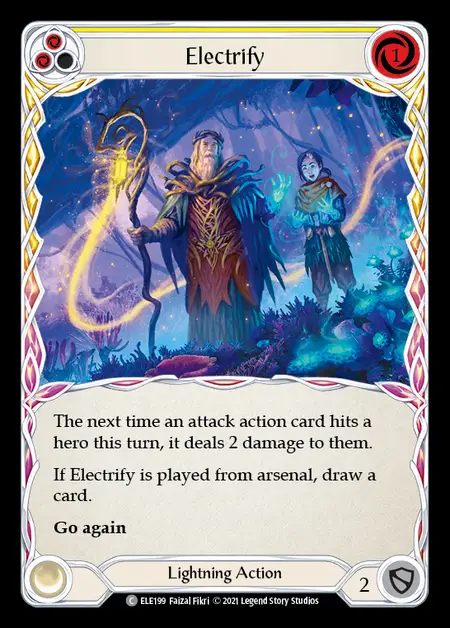 Electrify
1
The next time an attack action card hits a
hero this turn, it deals 2 damage to them.
If Electrify is played from arsenal, draw a
card.
Go again
Lightning Action
2
C ELE199 Faizal Fikri © 2021 Legend Story Studios